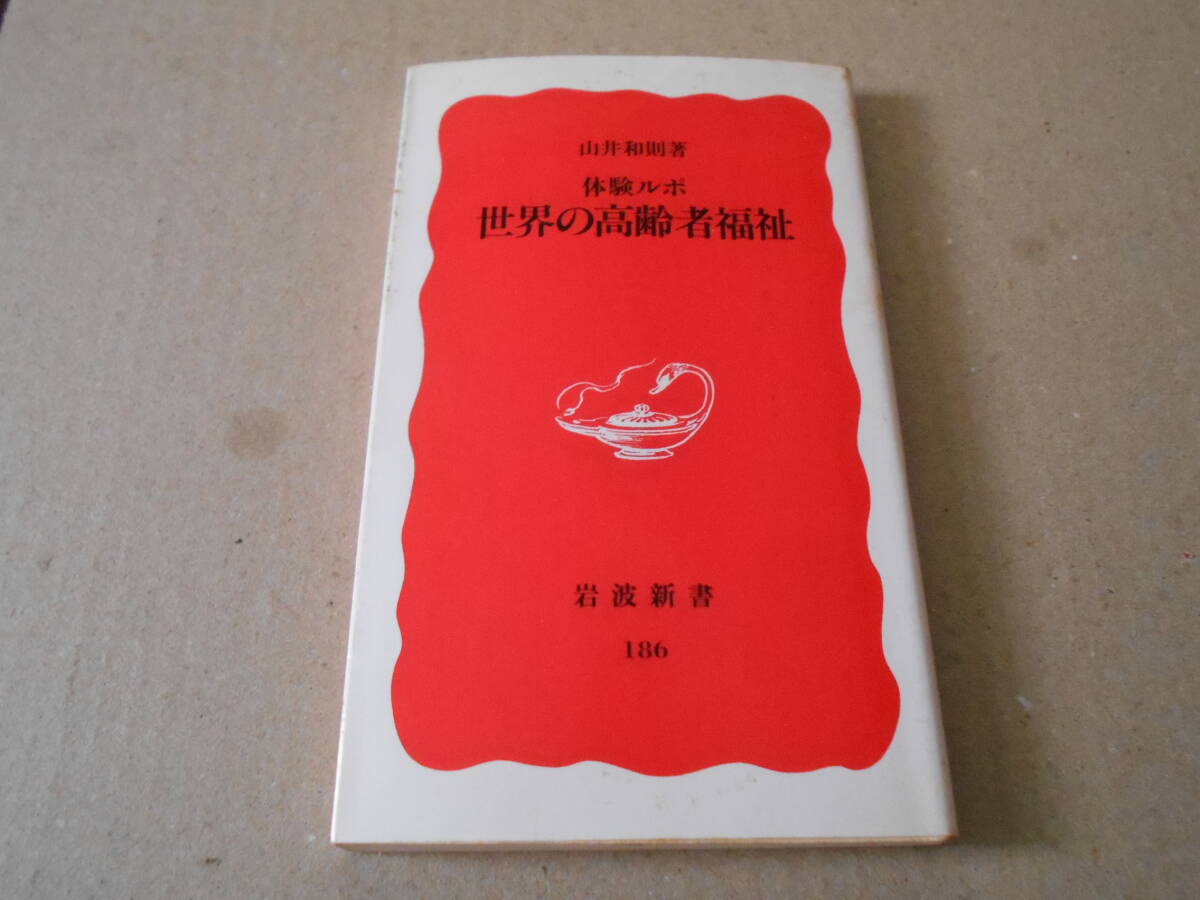 山井和則著
体験ルポ
世界の高齢者福祉
岩波新書
186